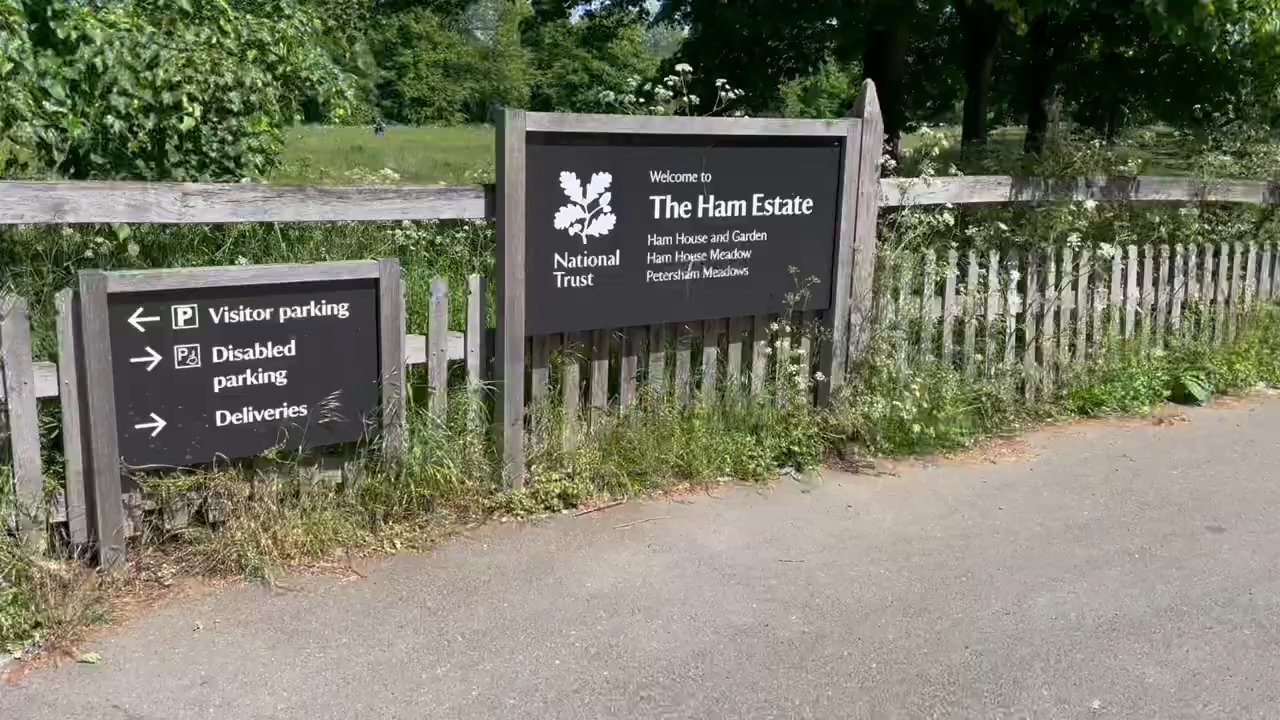 Welcome to
The Ham Estate
Ham House and Garden
Ham House Meadow
Petersham Meadows
National
Trust
P Visitor parking
P Disabled
parking
Deliveries